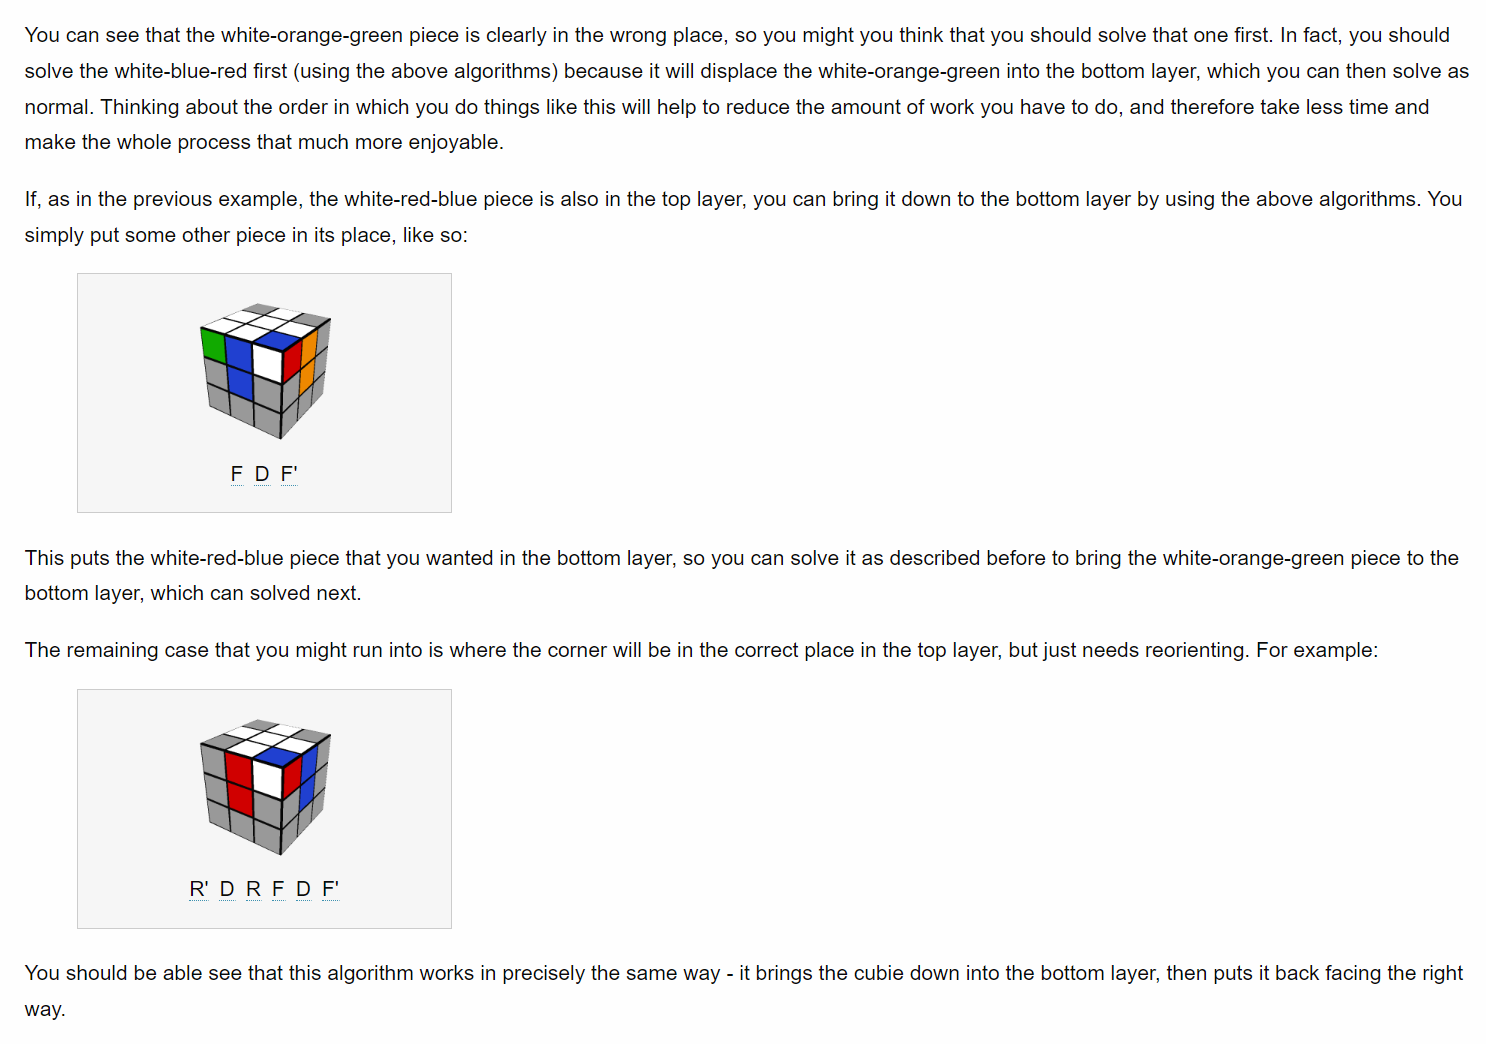 You can see that the white-orange-green piece is clearly in the wrong place, so you might you think that you should solve that one first. In fact, you should
solve the white-blue-red first (using the above algorithms) because it will displace the white-orange-green into the bottom layer, which you can then solve as
normal. Thinking about the order in which you do things like this will help to reduce the amount of work you have to do, and therefore take less time and
make the whole process that much more enjoyable.
If, as in the previous example, the white-red-blue piece is also in the top layer, you can bring it down to the bottom layer by using the above algorithms. You
simply put some other piece in its place, like so:
F D F'
This puts the white-red-blue piece that you wanted in the bottom layer, so you can solve it as described before to bring the white-orange-green piece to the
bottom layer, which can solved next.
The remaining case that you might run into is where the corner will be in the correct place in the top layer, but just needs reorienting. For example:
R' D R F D F'
You should be able see that this algorithm works in precisely the same way - it brings the cubie down into the bottom layer, then puts it back facing the right
way.